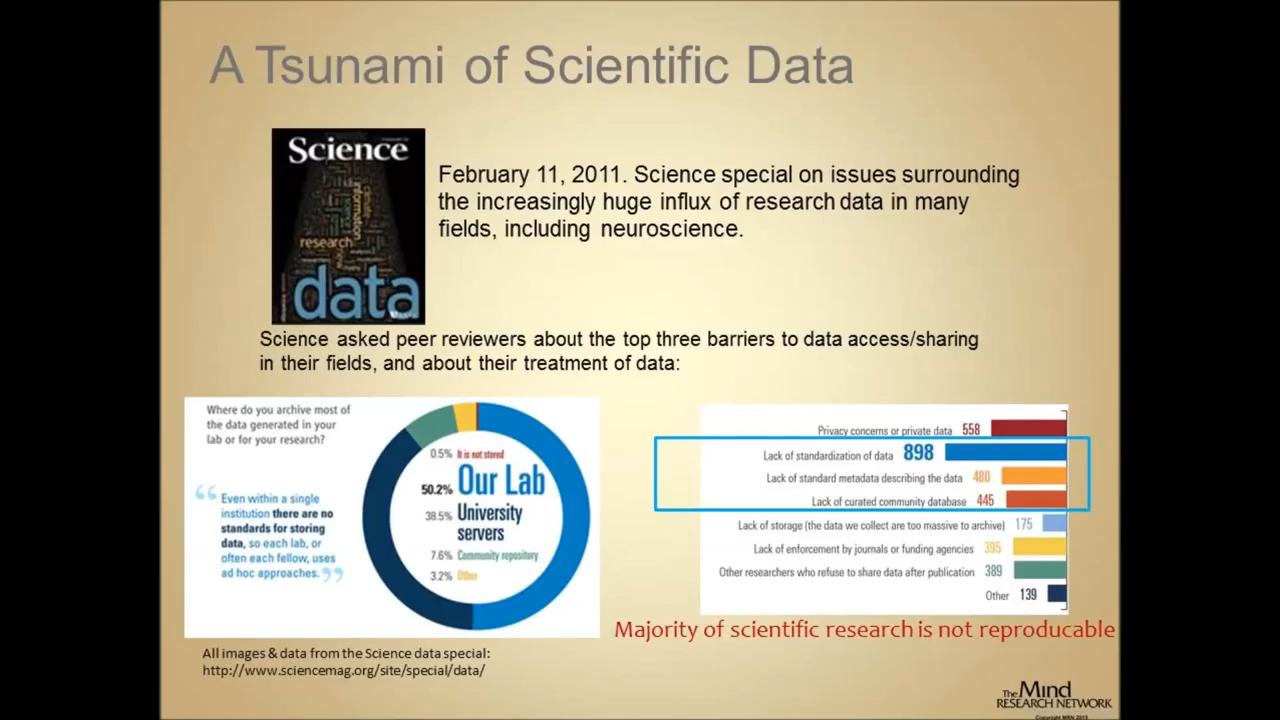 A Tsunami of Scientific Data
Science
research
information
data
February 11, 2011. Science special on issues surrounding
the increasingly huge influx of research data in many
fields, including neuroscience.
Science asked peer reviewers about the top three barriers to data access/sharing
in their fields, and about their treatment of data:
Where do you archive most of
the data generated in your
lab or for your research?
“ Even within a single
institution there are no
standards for storing
data, so each lab, or
often each fellow, uses
ad hoc approaches. ”
0.5% It is not stored
50.2% Our Lab
38.5% University
servers
7.6% Community repository
3.2% Other
Privacy concerns or private data 558
Lack of standardization of data 898
Lack of standard metadata describing the data 480
Lack of curated community database 445
Lack of storage (the data we collect are too massive to archive) 175
Lack of enforcement by journals or funding agencies 395
Other researchers who refuse to share data after publication 389
Other 139
Majority of scientific research is not reproducable
All images & data from the Science data special:
http://www.sciencemag.org/site/special/data/
The Mind
RESEARCH NETWORK
Copyright MRN 2015